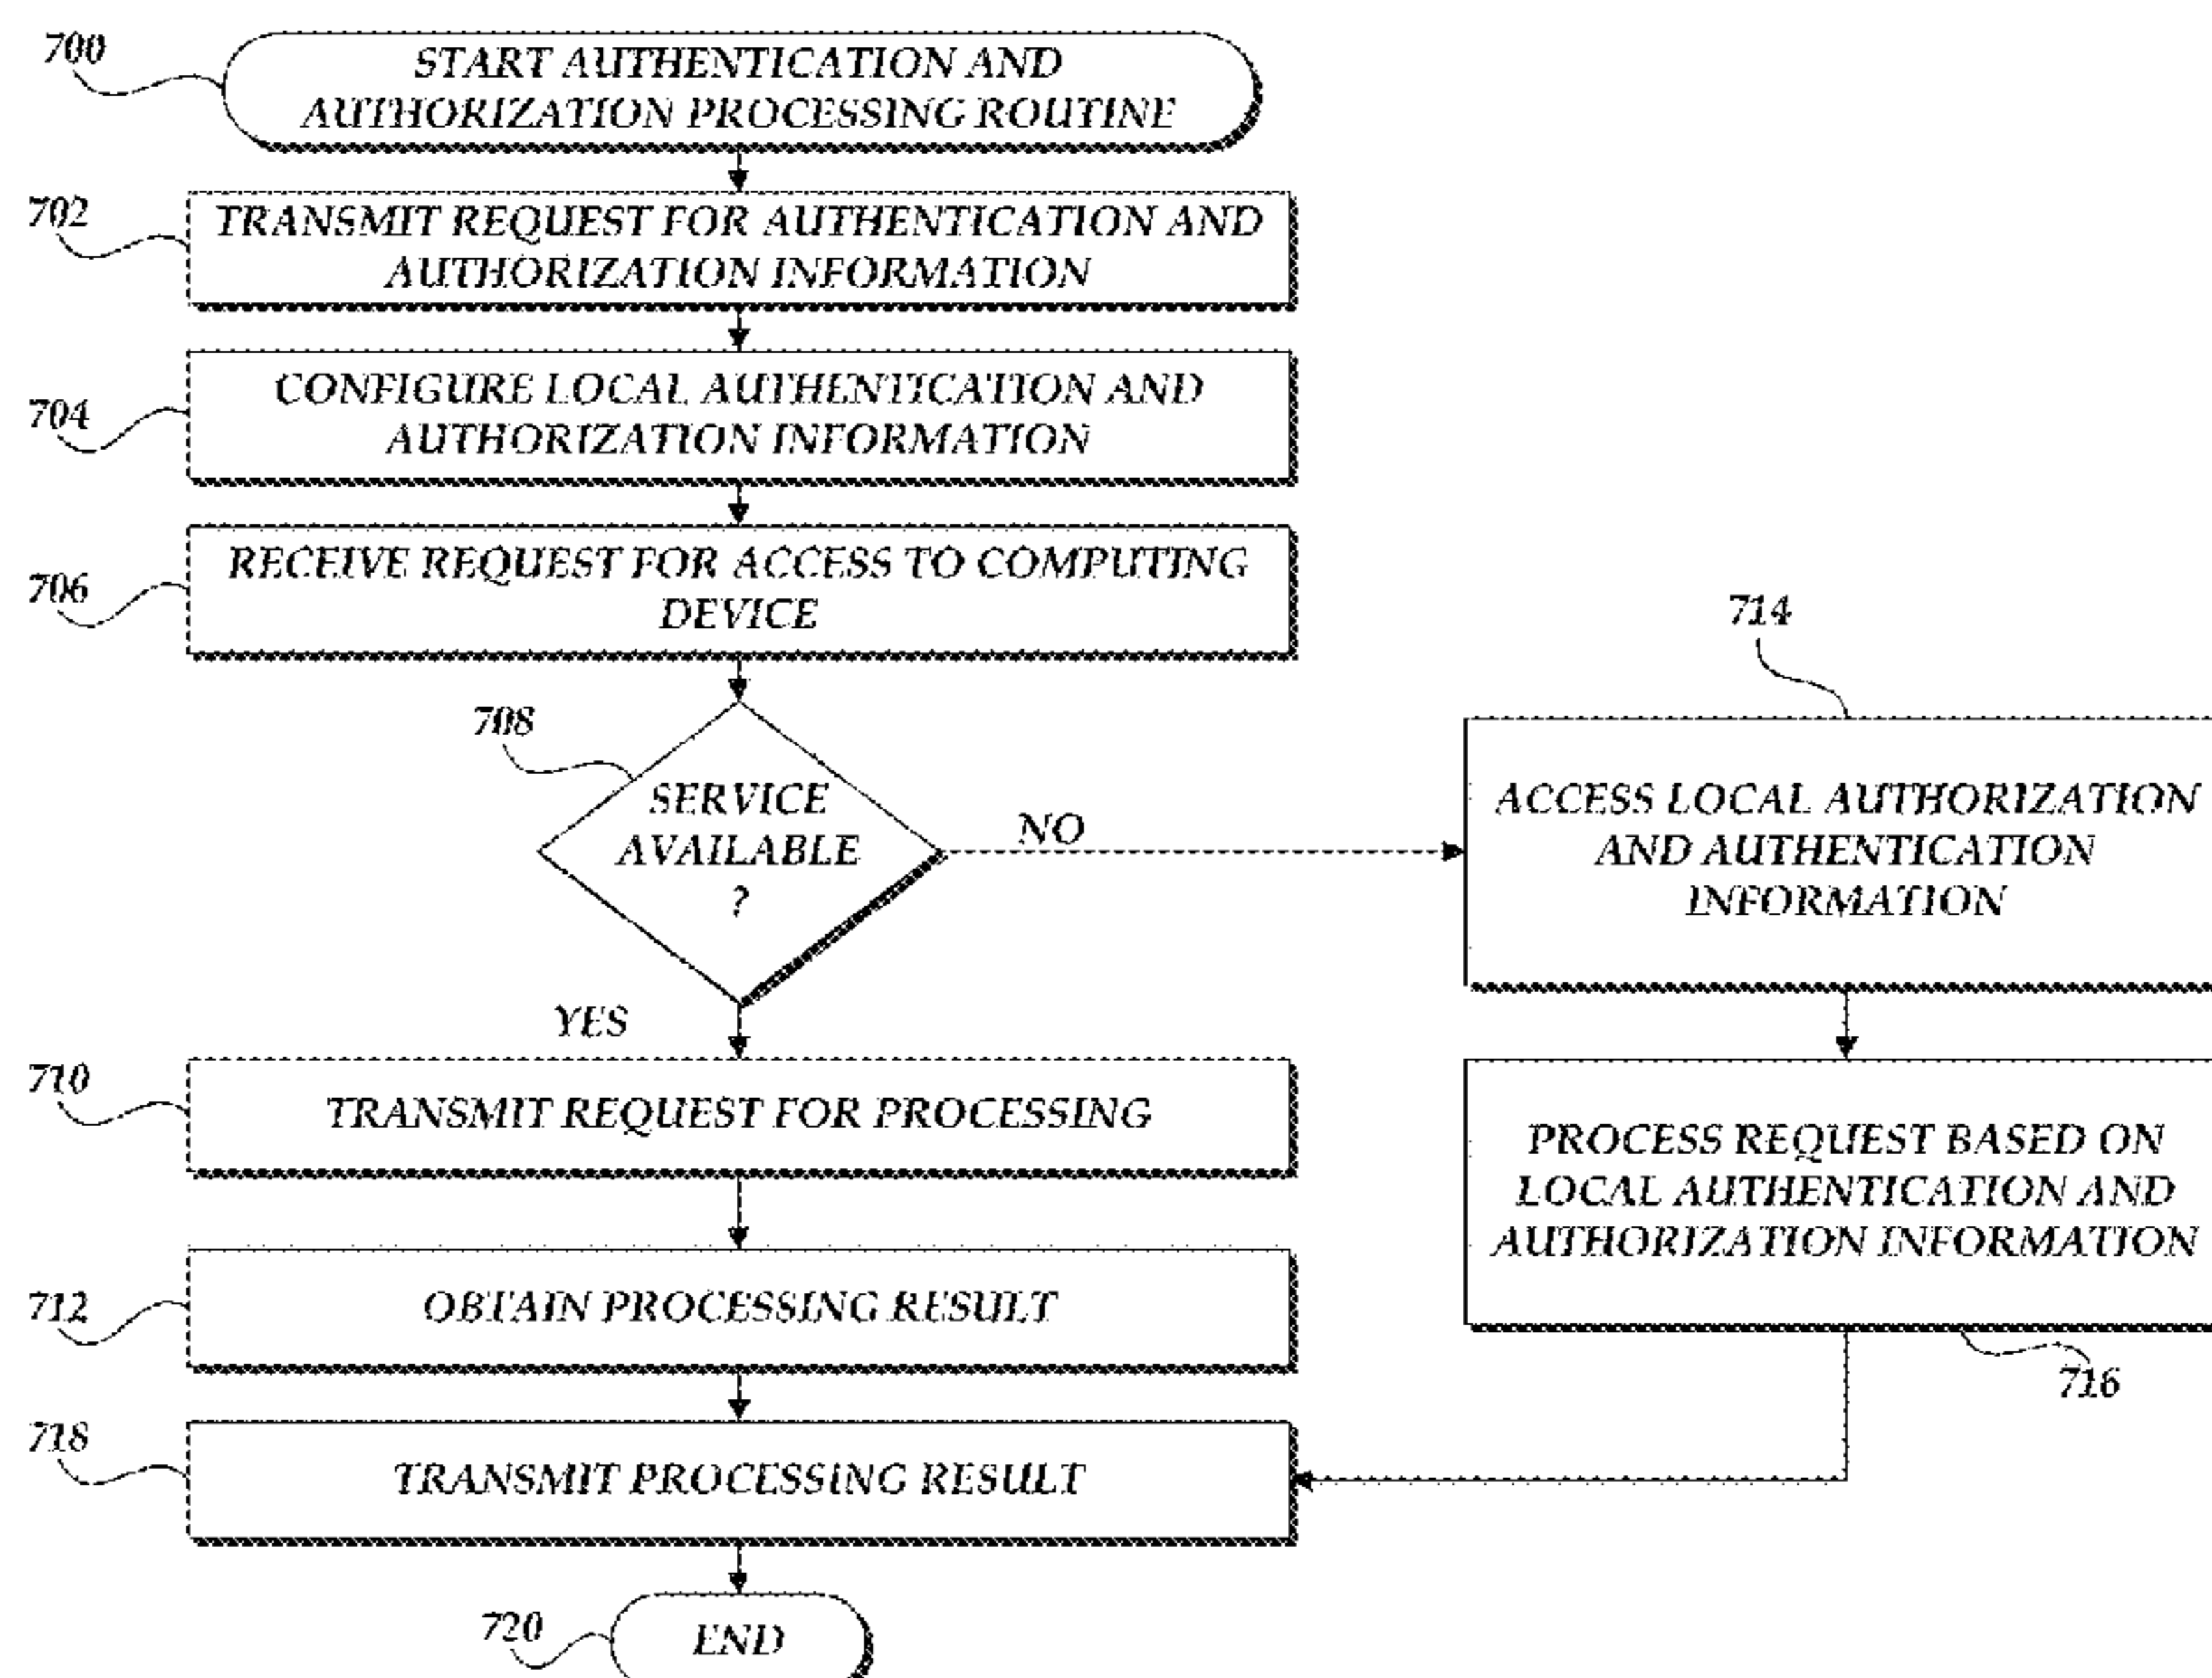 700
START AUTHENTICATION AND
AUTHORIZATION PROCESSING ROUTINE
702
TRANSMIT REQUEST FOR AUTHENTICATION AND
AUTHORIZATION INFORMATION
704
CONFIGURE LOCAL AUTHENTICATION AND
AUTHORIZATION INFORMATION
706
RECEIVE REQUEST FOR ACCESS TO COMPUTING
DEVICE
708
SERVICE
AVAILABLE
?
NO
YES
714
ACCESS LOCAL AUTHORIZATION
AND AUTHENTICATION
INFORMATION
710
TRANSMIT REQUEST FOR PROCESSING
PROCESS REQUEST BASED ON
LOCAL AUTHENTICATION AND
AUTHORIZATION INFORMATION
716
712
OBTAIN PROCESSING RESULT
718
TRANSMIT PROCESSING RESULT
720
END